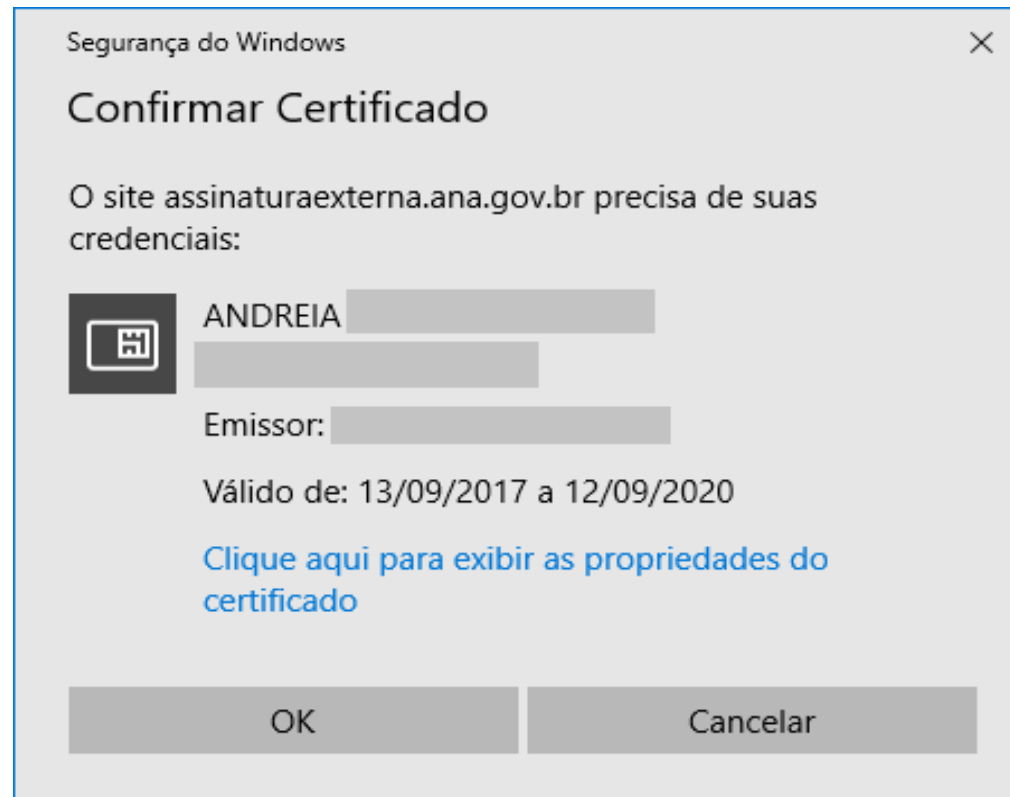 Segurança do Windows
Confirmar Certificado
O site assinaturaexterna.ana.gov.br precisa de suas
credenciais:
ANDREIA
Emissor:
Válido de: 13/09/2017 a 12/09/2020
Clique aqui para exibir as propriedades do
certificado
OK
Cancelar